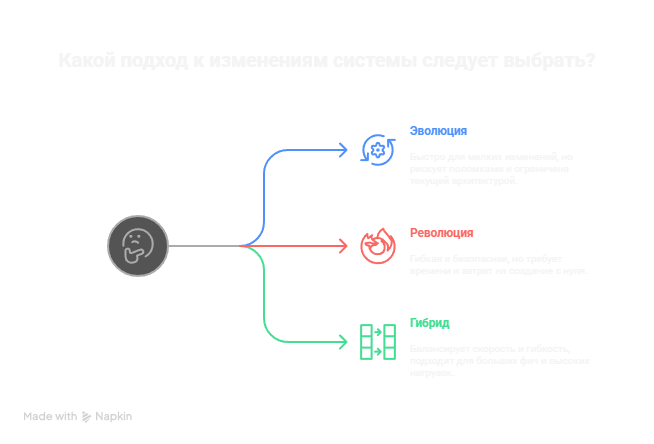 Какой подход к изменениям системы следует выбрать?
Эволюция
Быстро для мелких изменений, но
рискует поломками и ограничена
текущей архитектурой.
Революция
Гибкая и безопасная, но требует
времени и затрат на создание с нуля.
Гибрид
Балансирует скорость и гибкость,
подходит для больших фич и высоких
нагрузок.
Made with Napkin